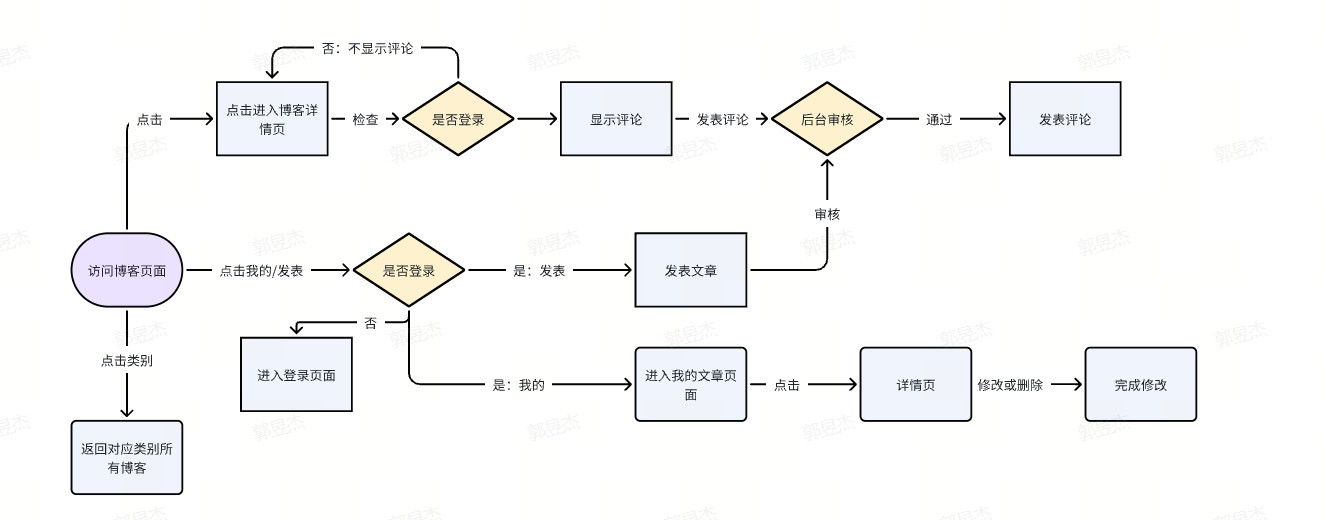 否：不显示评论
点击
点击进入博客详
情页
检查
是否登录
显示评论
发表评论
后台审核
通过
发表评论
审核
访问博客页面
点击我的/发表
是否登录
是：发表
发表文章
否
点击类别
进入登录页面
是：我的
进入我的文章页
面
点击
详情页
修改或删除
完成修改
返回对应类别所
有博客
郭昱杰